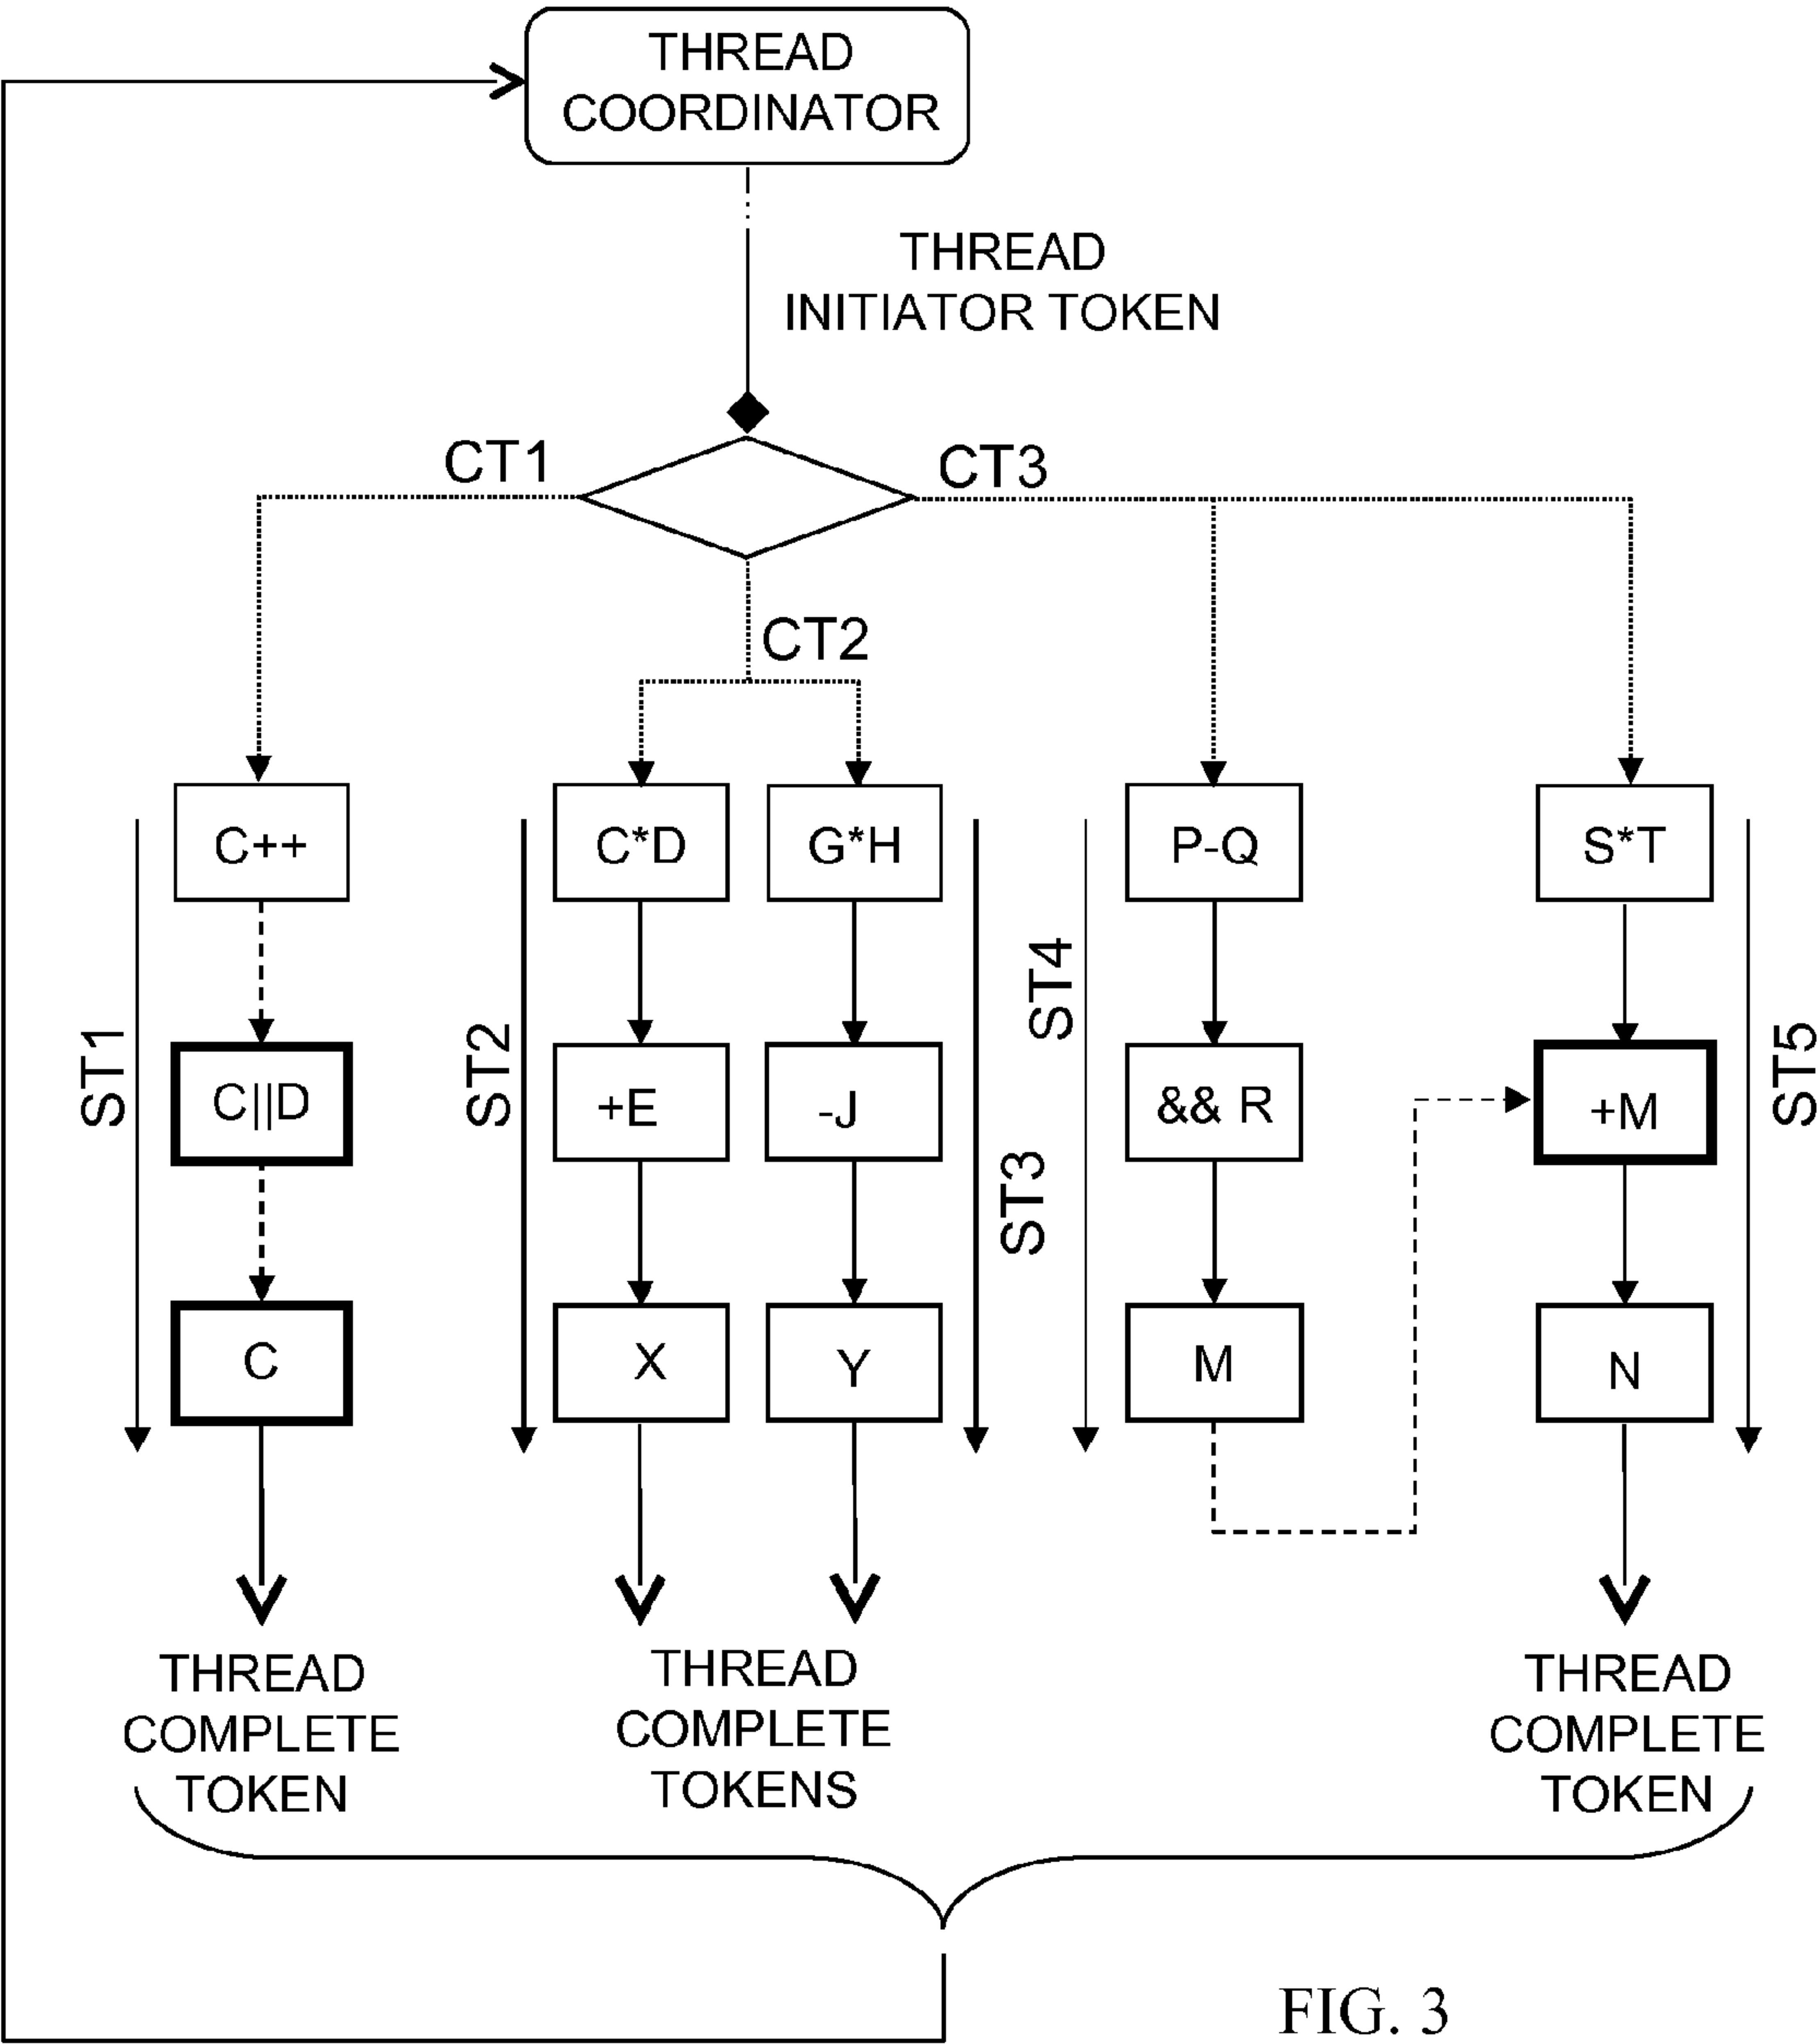 THREAD
COORDINATOR
THREAD
INITIATOR TOKEN
CT1
CT3
CT2
C++
C*D
G*H
P-Q
S*T
ST1
ST2
ST3
ST4
ST5
C||D
+E
-J
&& R
+M
C
X
Y
M
N
THREAD
COMPLETE
TOKEN
THREAD
COMPLETE
TOKENS
THREAD
COMPLETE
TOKEN
FIG. 3